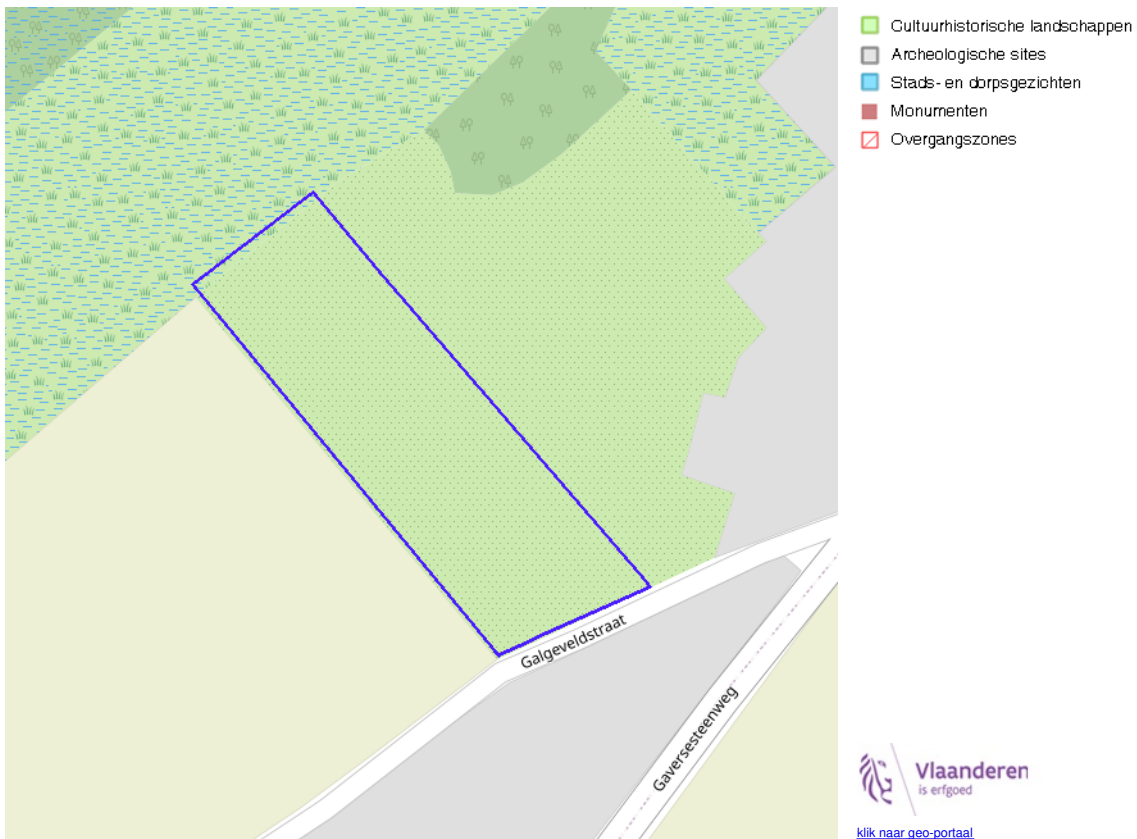 Cultuurhistorische landschappen
Archeologische sites
Stads- en dorpsgezichten
Monumenten
Overgangszones
Galgeveldstraat
Gaversesteenweg
Vlaanderen
is erfgoed
klik naar geo-portaal